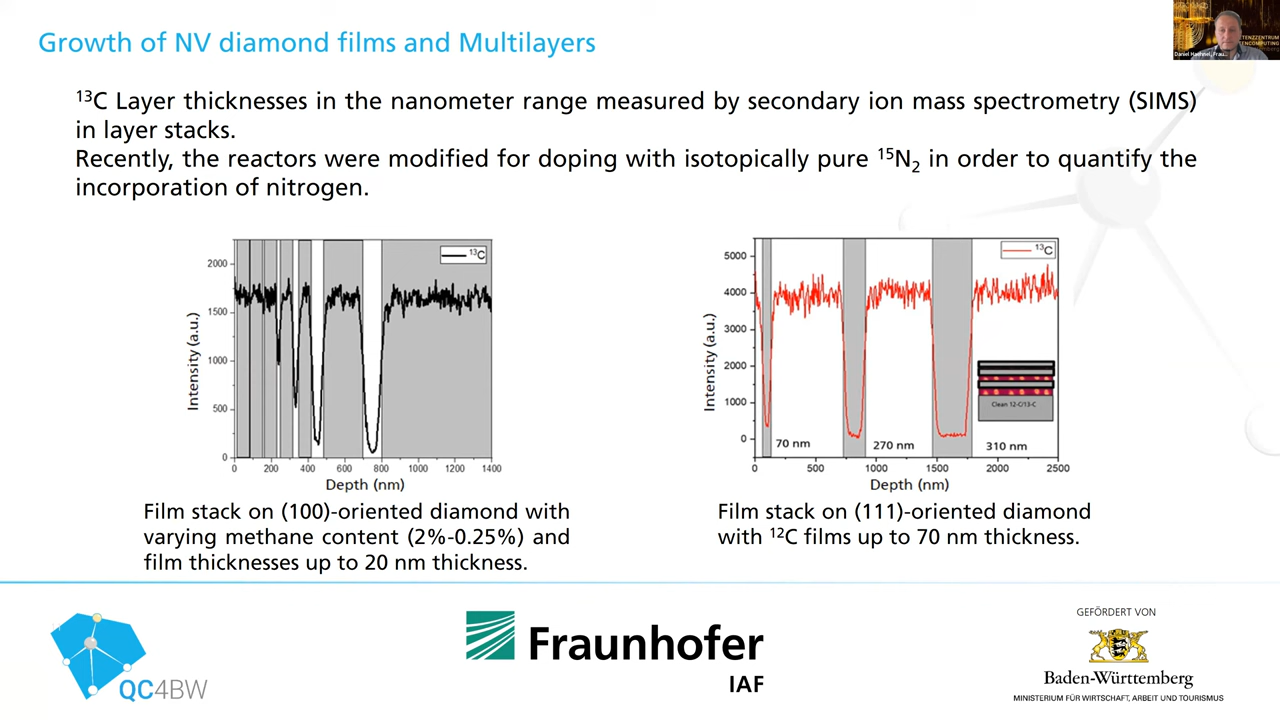 Growth of NV diamond films and Multilayers
Daniel Haehnel, Frau...
¹³C Layer thicknesses in the nanometer range measured by secondary ion mass spectrometry (SIMS)
in layer stacks.
Recently, the reactors were modified for doping with isotopically pure ¹⁵N₂ in order to quantify the
incorporation of nitrogen.
¹³C
2000
1500
1000
500
0
Intensity (a.u.)
0 200 400 600 800 1000 1200 1400
Depth (nm)
Film stack on (100)-oriented diamond with
varying methane content (2%-0.25%) and
film thicknesses up to 20 nm thickness.
¹³C
5000
4000
3000
2000
1000
0
Intensity (a.u.)
70 nm
270 nm
310 nm
Clean 12-C/13-C
0 500 1000 1500 2000 2500
Depth (nm)
Film stack on (111)-oriented diamond
with ¹²C films up to 70 nm thickness.
QC4BW
Fraunhofer
IAF
GEFÖRDERT VON
Baden-Württemberg
MINISTERIUM FÜR WIRTSCHAFT, ARBEIT UND TOURISMUS